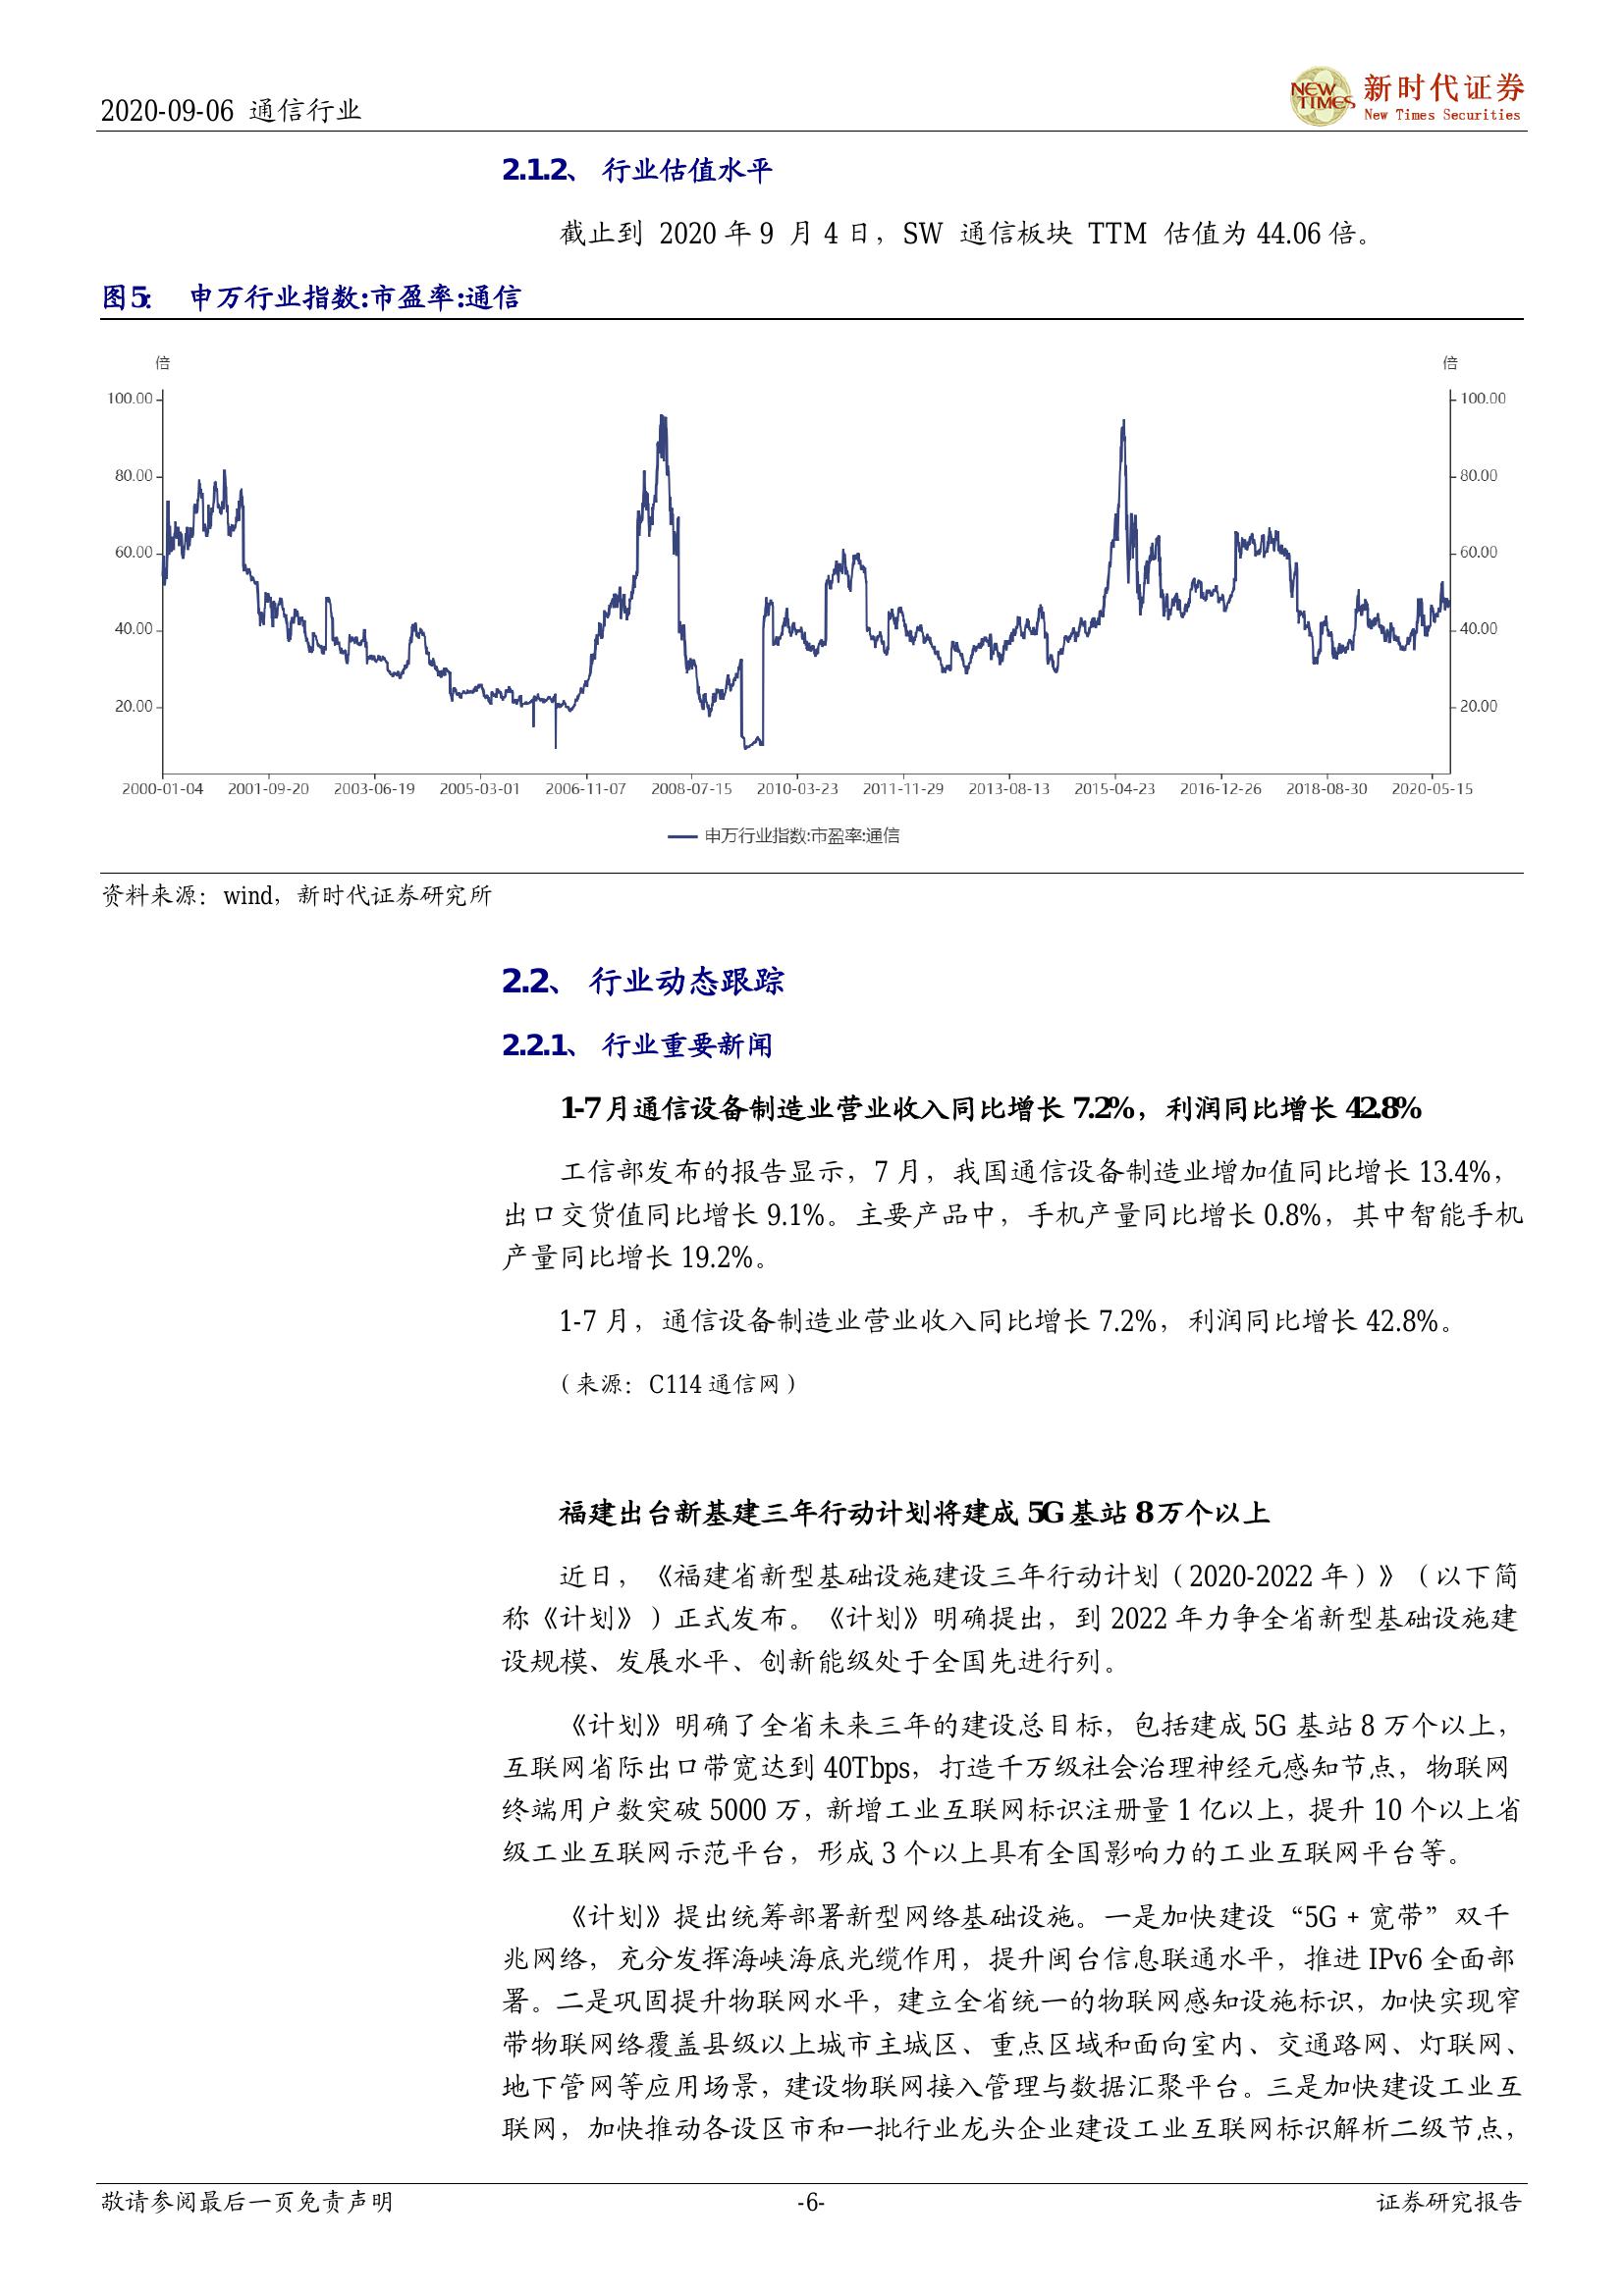 2020-09-06 通信行业
NEW TIMES
新时代证券
New Times Securities
2.1.2、 行业估值水平
截止到 2020 年 9 月 4 日，SW 通信板块 TTM 估值为 44.06 倍。
图5： 申万行业指数:市盈率:通信
倍 倍
100.00 100.00
80.00 80.00
60.00 60.00
40.00 40.00
20.00 20.00
2000-01-04 2001-09-20 2003-06-19 2005-03-01 2006-11-07 2008-07-15 2010-03-23 2011-11-29 2013-08-13 2015-04-23 2016-12-26 2018-08-30 2020-05-15
申万行业指数:市盈率:通信
资料来源：wind，新时代证券研究所
2.2、 行业动态跟踪
2.2.1、 行业重要新闻
1-7 月通信设备制造业营业收入同比增长 7.2%，利润同比增长 42.8%
工信部发布的报告显示，7 月，我国通信设备制造业增加值同比增长 13.4%，
出口交货值同比增长 9.1%。主要产品中，手机产量同比增长 0.8%，其中智能手机
产量同比增长 19.2%。
1-7 月，通信设备制造业营业收入同比增长 7.2%，利润同比增长 42.8%。
（来源：C114 通信网）
福建出台新基建三年行动计划将建成 5G 基站 8 万个以上
近日，《福建省新型基础设施建设三年行动计划（2020-2022 年）》（以下简
称《计划》）正式发布。《计划》明确提出，到 2022 年力争全省新型基础设施建
设规模、发展水平、创新能级处于全国先进行列。
《计划》明确了全省未来三年的建设总目标，包括建成 5G 基站 8 万个以上，
互联网省际出口带宽达到 40Tbps，打造千万级社会治理神经元感知节点，物联网
终端用户数突破 5000 万，新增工业互联网标识注册量 1 亿以上，提升 10 个以上省
级工业互联网示范平台，形成 3 个以上具有全国影响力的工业互联网平台等。
《计划》提出统筹部署新型网络基础设施。一是加快建设“5G + 宽带”双千
兆网络，充分发挥海峡海底光缆作用，提升闽台信息联通水平，推进 IPv6 全面部
署。二是巩固提升物联网水平，建立全省统一的物联网感知设施标识，加快实现窄
带物联网络覆盖县级以上城市主城区、重点区域和面向室内、交通路网、灯联网、
地下管网等应用场景，建设物联网接入管理与数据汇聚平台。三是加快建设工业互
联网，加快推动各设区市和一批行业龙头企业建设工业互联网标识解析二级节点，
敬请参阅最后一页免责声明 -6- 证券研究报告